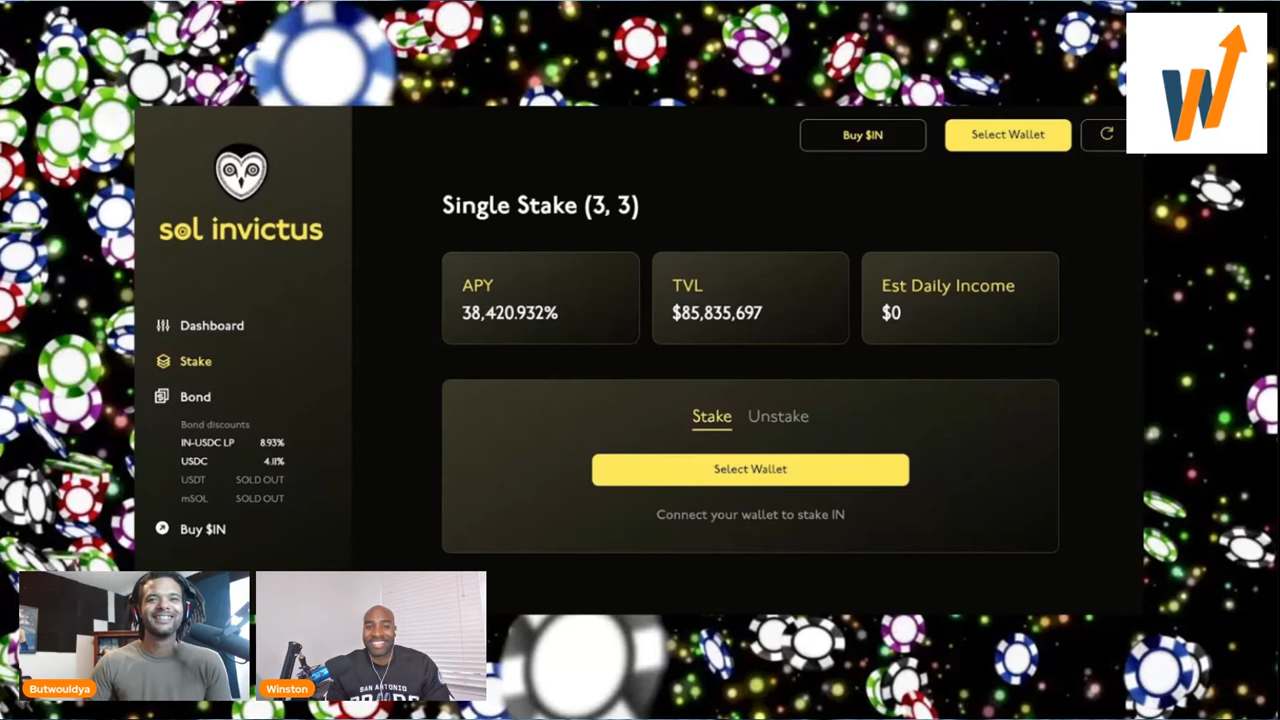 W
Buy $IN
Select Wallet
sol invictus
Single Stake (3, 3)
APY
38,420.932%
TVL
$85,835,697
Est Daily Income
$0
Dashboard
Stake
Bond
Bond discounts
IN-USDC LP 8.93%
USDC 4.11%
USDT SOLD OUT
mSOL SOLD OUT
Buy $IN
Stake Unstake
Select Wallet
Connect your wallet to stake IN
Butwouldya
Winston
SAN ANTONIO